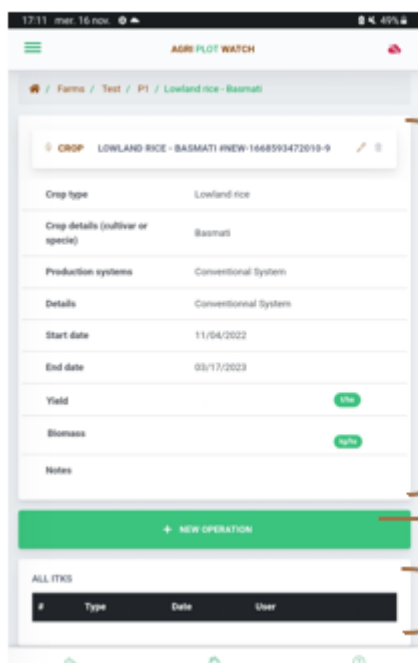 17:11 mer. 16 nov. 49%
AGRI PLOT WATCH
/ Farms / Test / P1 / Lowland rice - Basmati
CROP LOWLAND RICE - BASMATI #NEW-1668593472010-9
Crop type Lowland rice
Crop details (cultivar or
specie) Basmati
Production systems Conventional System
Details Conventionnal System
Start date 11/04/2022
End date 03/17/2023
Yield t/ha
Biomass kg/ha
Notes
+ NEW OPERATION
ALL ITKS
# Type Date User